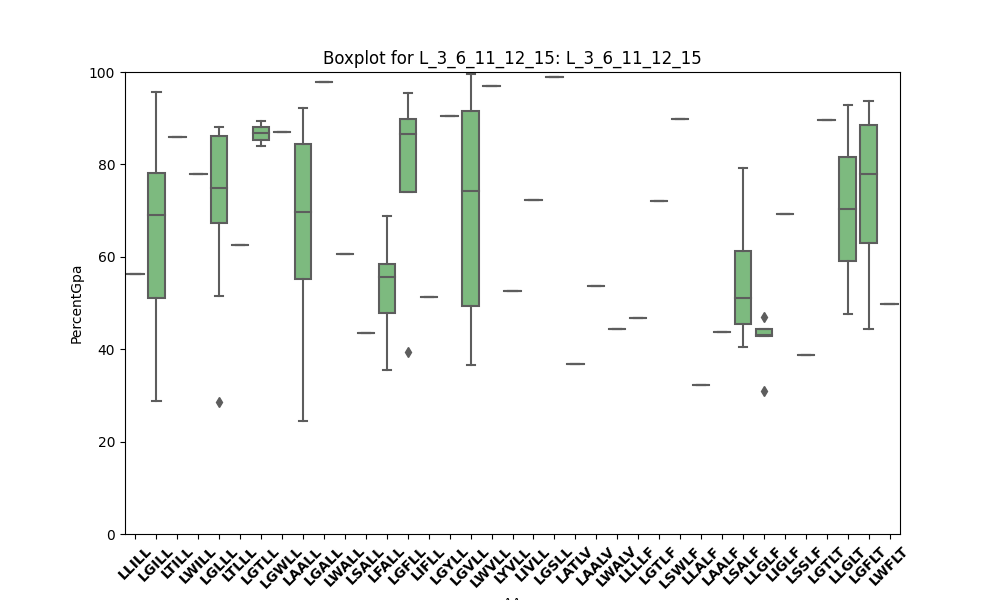 Boxplot for L_3_6_11_12_15: L_3_6_11_12_15
100
80
60
40
20
0
PercentGpa
LLILL LGILL LTILL LWILL LGLLL LTLLL LGTLL LGWLL LAALL LGALL LWALL LSALL LFALL LGFLL LIFLL LGYLL LGVLL LWVLL LYVLL LIVLL LGSLL LATLV LAALV LWALV LLLLF LGTLF LSWLF LLALF LAALF LSALF LLGLF LIGLF LSSLF LGTLT LLGLT LGFLT LWFLT